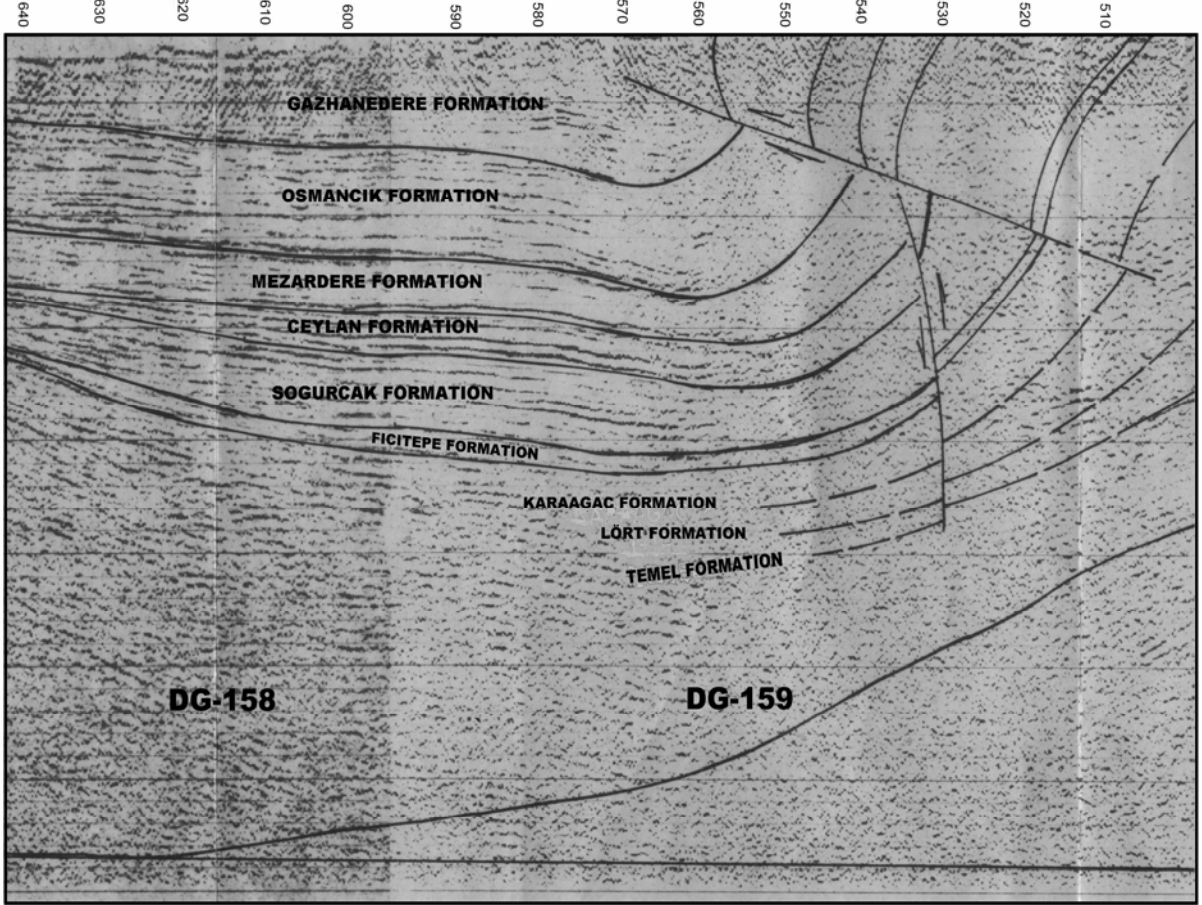 640 630 620 610 600 590 580 570 560 550 540 530 520 510
GAZHANEDERE FORMATION
OSMANCIK FORMATION
MEZARDERE FORMATION
CEYLAN FORMATION
SOGURCAK FORMATION
FICITEPE FORMATION
KARAAGAC FORMATION
LÖRT FORMATION
TEMEL FORMATION
DG-158 DG-159